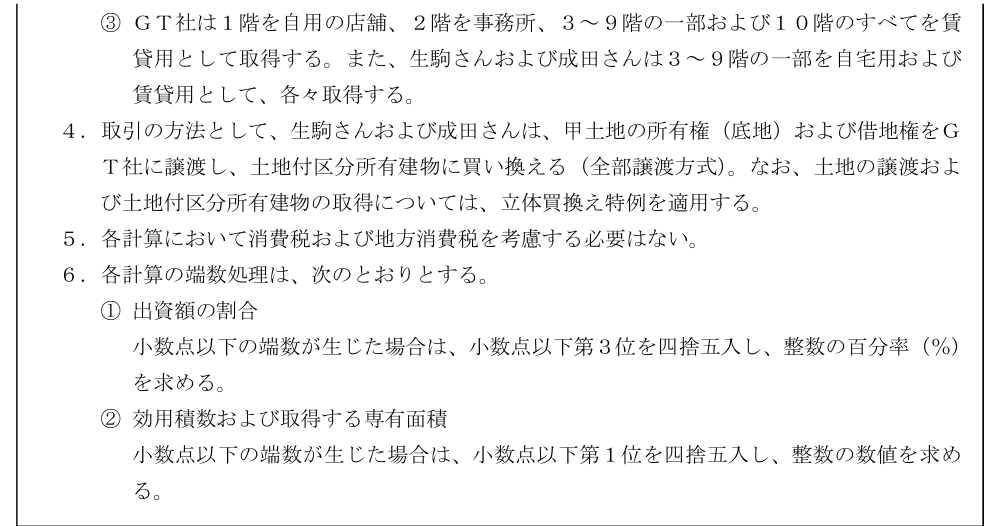 ③ ＧＴ社は１階を自用の店舗、２階を事務所、３～９階の一部および１０階のすべてを賃
貸用として取得する。また、生駒さんおよび成田さんは３～９階の一部を自宅用および
賃貸用として、各々取得する。
４．取引の方法として、生駒さんおよび成田さんは、甲土地の所有権（底地）および借地権をＧ
Ｔ社に譲渡し、土地付区分所有建物に買い換える（全部譲渡方式）。なお、土地の譲渡およ
び土地付区分所有建物の取得については、立体買換え特例を適用する。
５．各計算において消費税および地方消費税を考慮する必要はない。
６．各計算の端数処理は、次のとおりとする。
① 出資額の割合
小数点以下の端数が生じた場合は、小数点以下第３位を四捨五入し、整数の百分率（％）
を求める。
② 効用積数および取得する専有面積
小数点以下の端数が生じた場合は、小数点以下第１位を四捨五入し、整数の数値を求め
る。